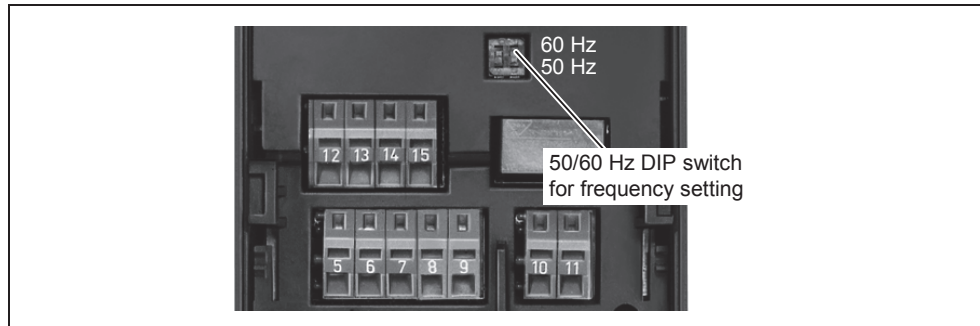 60 Hz
50 Hz
12 13 14 15
50/60 Hz DIP switch
for frequency setting
5 6 7 8 9
10 11